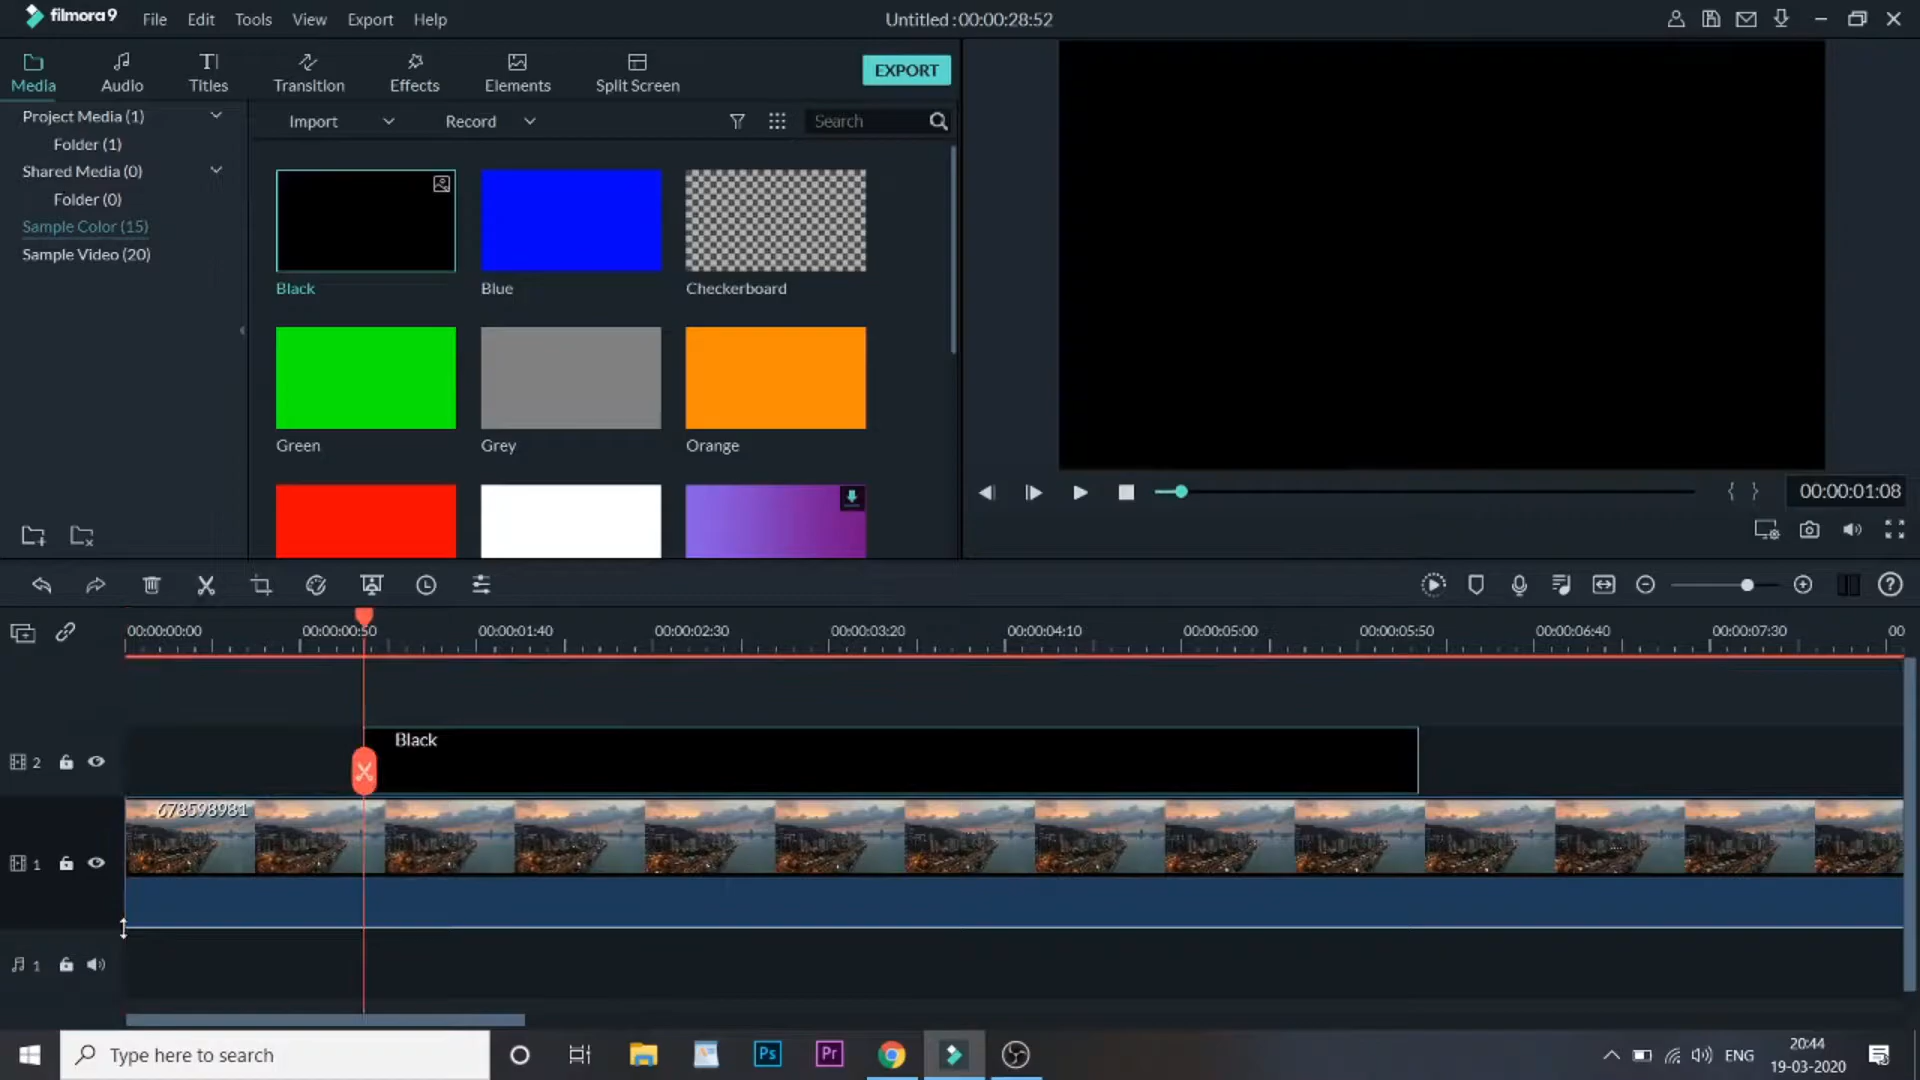 filmora9 File Edit Tools View Export Help Untitled : 00:00:28:52
Media Audio Titles Transition Effects Elements Split Screen EXPORT
Project Media (1)
Folder (1)
Shared Media (0)
Folder (0)
Sample Color (15)
Sample Video (20)
Import Record Search
Black Blue Checkerboard
Green Grey Orange
00:00:01:08
00:00:00:00 00:00:00:50 00:00:01:40 00:00:02:30 00:00:03:20 00:00:04:10 00:00:05:00 00:00:05:50 00:00:06:40 00:00:07:30 00
2 Black
1 678598981
1
Type here to search Ps Pr ENG 20:44
19-03-2020